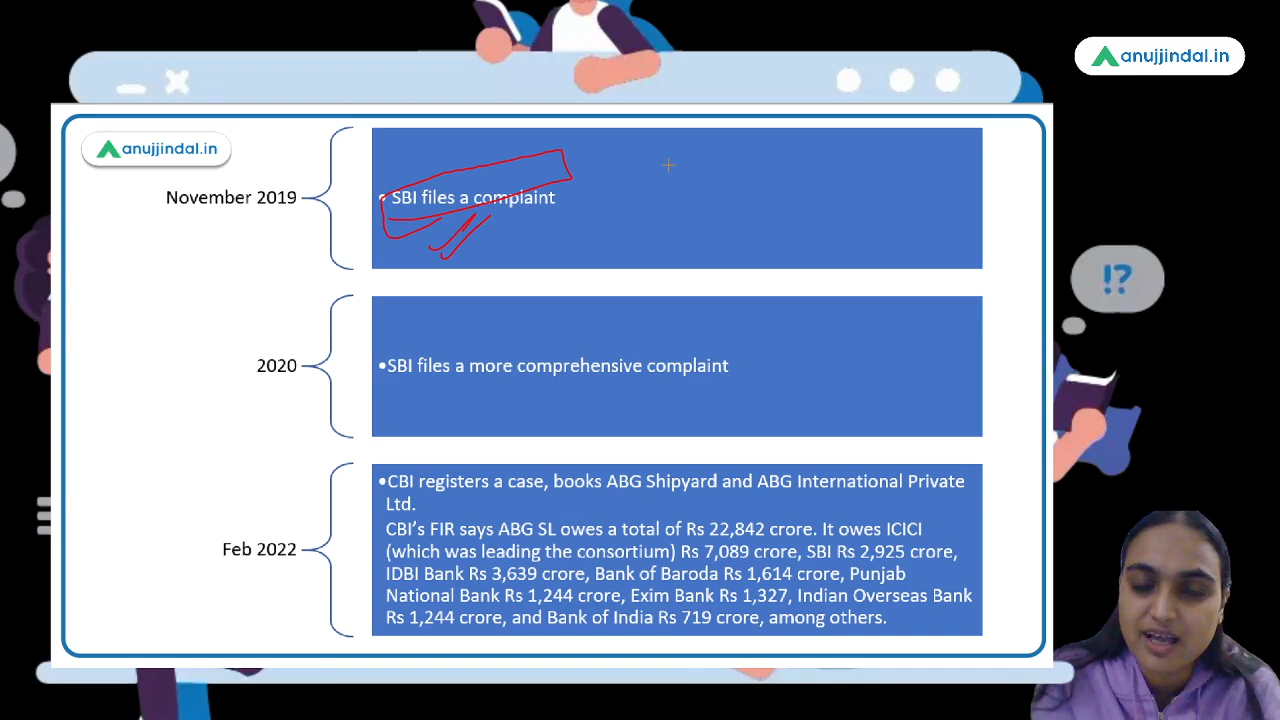 anujjindal.in
anujjindal.in
November 2019
• SBI files a complaint
2020
•SBI files a more comprehensive complaint
Feb 2022
•CBI registers a case, books ABG Shipyard and ABG International Private
Ltd.
CBI’s FIR says ABG SL owes a total of Rs 22,842 crore. It owes ICICI
(which was leading the consortium) Rs 7,089 crore, SBI Rs 2,925 crore,
IDBI Bank Rs 3,639 crore, Bank of Baroda Rs 1,614 crore, Punjab
National Bank Rs 1,244 crore, Exim Bank Rs 1,327, Indian Overseas Bank
Rs 1,244 crore, and Bank of India Rs 719 crore, among others.
!?